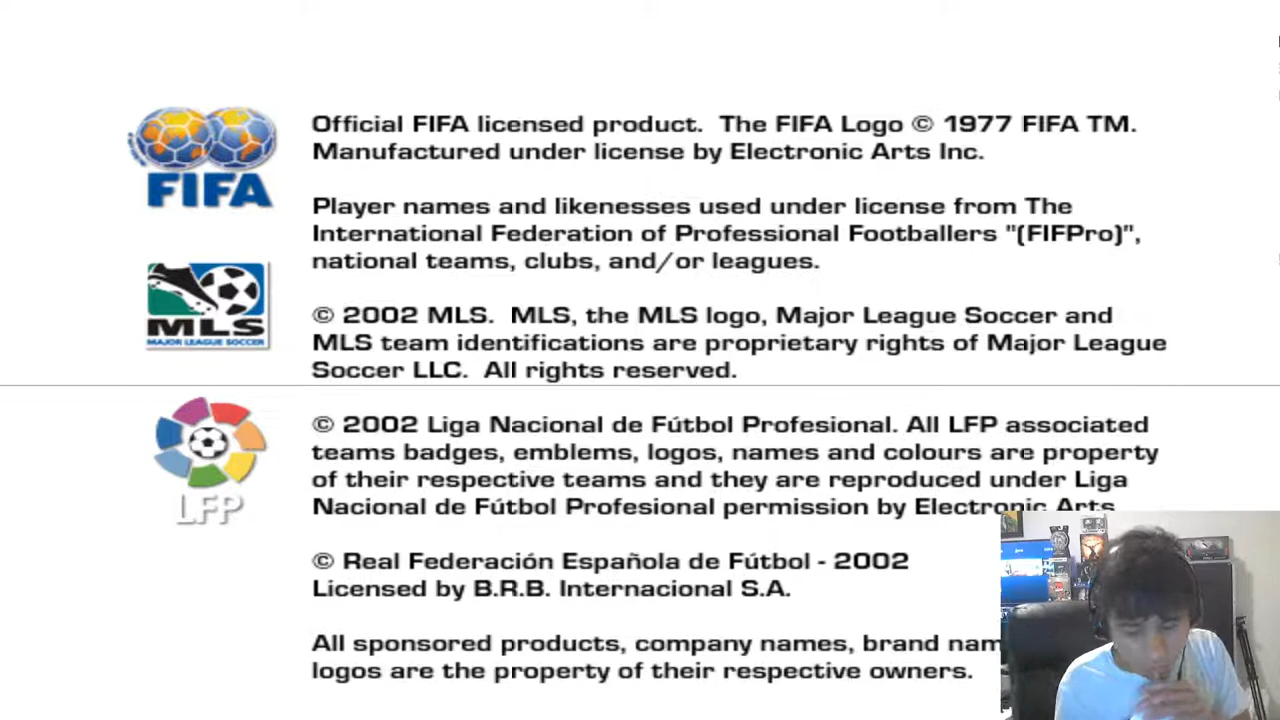 Official FIFA licensed product. The FIFA Logo © 1977 FIFA TM.
Manufactured under license by Electronic Arts Inc.
FIFA
Player names and likenesses used under license from The
International Federation of Professional Footballers "(FIFPro)",
national teams, clubs, and/or leagues.
MLS
MAJOR LEAGUE SOCCER
© 2002 MLS. MLS, the MLS logo, Major League Soccer and
MLS team identifications are proprietary rights of Major League
Soccer LLC. All rights reserved.
© 2002 Liga Nacional de Fútbol Profesional. All LFP associated
teams badges, emblems, logos, names and colours are property
of their respective teams and they are reproduced under Liga
Nacional de Fútbol Profesional permission by Electronic Arts
LFP
© Real Federación Española de Fútbol - 2002
Licensed by B.R.B. Internacional S.A.
All sponsored products, company names, brand nam
logos are the property of their respective owners.